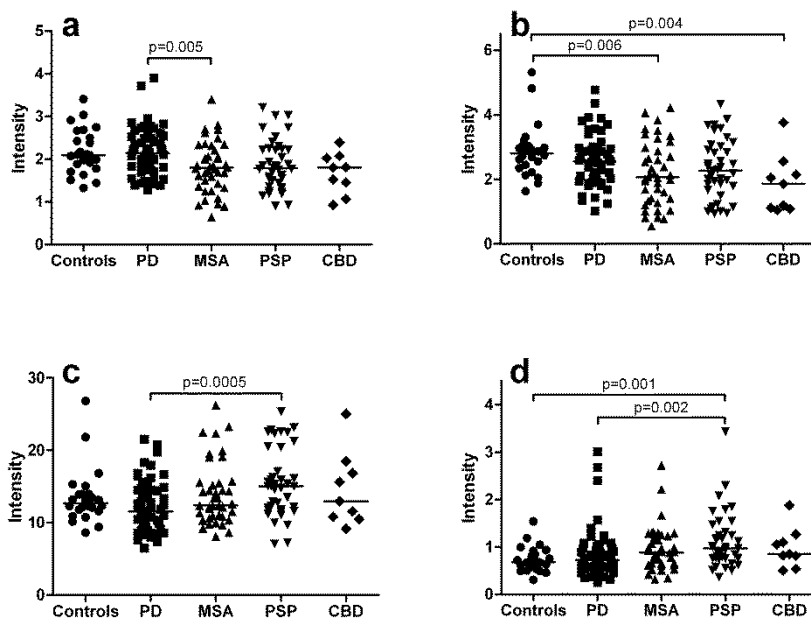 a
p=0.005
Intensity
5
4
3
2
1
0
Controls PD MSA PSP CBD
b
p=0.004
p=0.006
Intensity
6
4
2
0
Controls PD MSA PSP CBD
c
p=0.0005
Intensity
30
20
10
0
Controls PD MSA PSP CBD
d
p=0.001
p=0.002
Intensity
4
3
2
1
0
Controls PD MSA PSP CBD